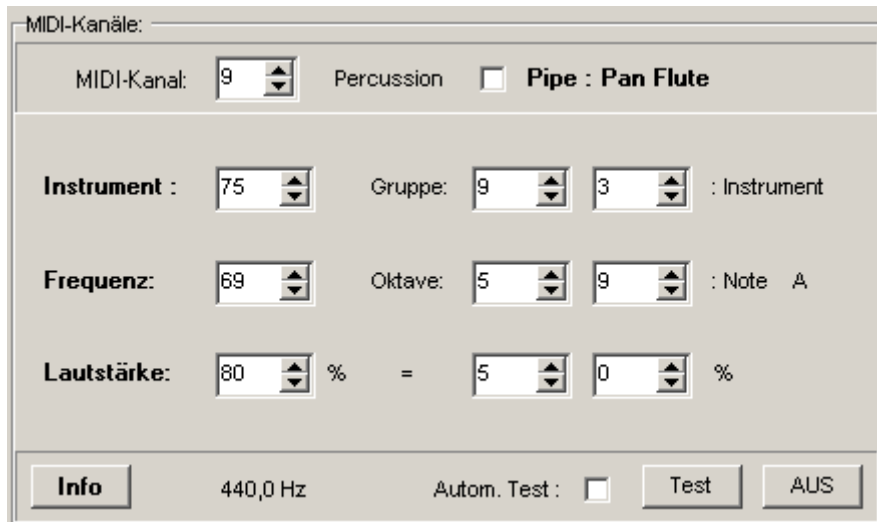 MIDI-Kanäle:
MIDI-Kanal: 9 Percussion Pipe : Pan Flute
Instrument : 75 Gruppe: 9 3 : Instrument
Frequenz: 69 Oktave: 5 9 : Note A
Lautstärke: 80 % = 5 0 %
Info 440,0 Hz Autom. Test : Test AUS